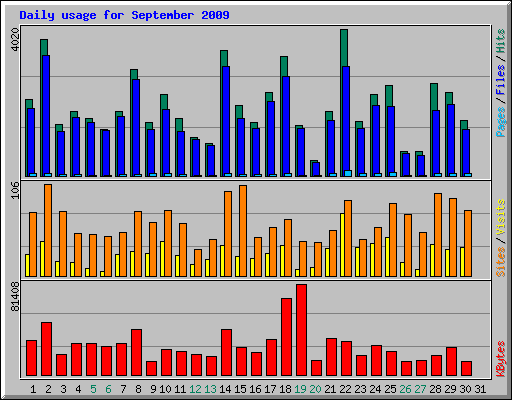 Daily usage for September 2009
4020
106
81408
Pages / Files / Hits
Sites / Visits
KBytes
1 2 3 4 5 6 7 8 9 10 11 12 13 14 15 16 17 18 19 20 21 22 23 24 25 26 27 28 29 30 31